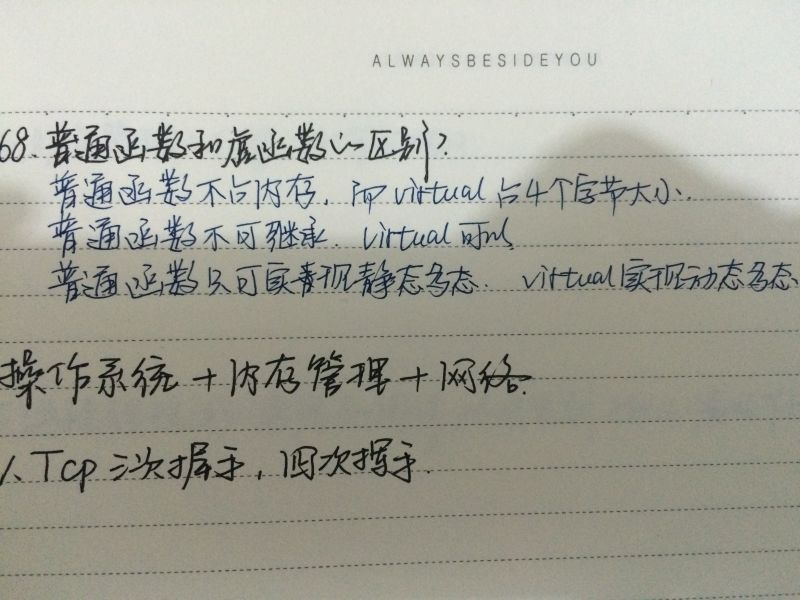 ALWAYSBESIDEYOU
68、普通函数和虚函数的区别?
普通函数不占内存，而virtual占4个字节大小.
普通函数不可继承. virtual可以
普通函数只可实现静态多态. virtual实现动态多态
操作系统+内存管理+网络.
1、Tcp 三次握手，四次挥手.